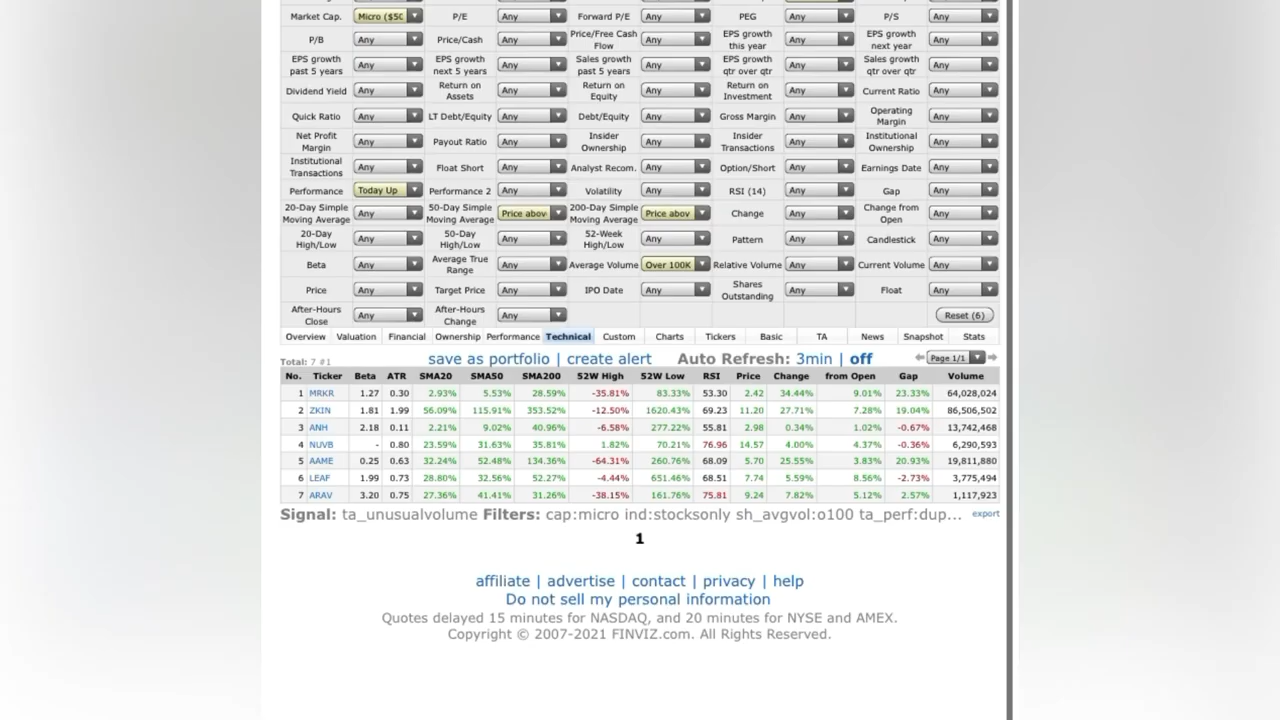 Market Cap. Micro ($50 P/E Any Forward P/E Any PEG Any P/S Any
P/B Any Price/Cash Any Price/Free Cash Flow Any EPS growth this year Any EPS growth next year Any
EPS growth past 5 years Any EPS growth next 5 years Any Sales growth past 5 years Any EPS growth qtr over qtr Any Sales growth qtr over qtr Any
Dividend Yield Any Return on Assets Any Return on Equity Any Return on Investment Any Current Ratio Any
Quick Ratio Any LT Debt/Equity Any Debt/Equity Any Gross Margin Any Operating Margin Any
Net Profit Margin Any Payout Ratio Any Insider Ownership Any Insider Transactions Any Institutional Ownership Any
Institutional Transactions Any Float Short Any Analyst Recom. Any Option/Short Any Earnings Date Any
Performance Today Up Performance 2 Any Volatility Any RSI (14) Any Gap Any
20-Day Simple Moving Average Any 50-Day Simple Moving Average Price abov 200-Day Simple Moving Average Price abov Change Any Change from Open Any
20-Day High/Low Any 50-Day High/Low Any 52-Week High/Low Any Pattern Any Candlestick Any
Beta Any Average True Range Any Average Volume Over 100K Relative Volume Any Current Volume Any
Price Any Target Price Any IPO Date Any Shares Outstanding Any Float Any
After-Hours Close Any After-Hours Change Any Reset (6)
Overview Valuation Financial Ownership Performance Technical Custom Charts Tickers Basic TA News Snapshot Stats
Total: 7 #1 save as portfolio | create alert Auto Refresh: 3min | off Page 1/1
No. Ticker Beta ATR SMA20 SMA50 SMA200 52W High 52W Low RSI Price Change from Open Gap Volume
1 MRKR 1.27 0.30 2.93% 5.53% 28.59% -35.81% 83.33% 53.30 2.42 34.44% 9.01% 23.33% 64,028,024
2 ZKIN 1.81 1.99 56.09% 115.91% 353.52% -12.50% 1620.43% 69.23 11.20 27.71% 7.28% 19.04% 86,506,502
3 ANH 2.18 0.11 2.21% 9.02% 40.96% -6.58% 277.22% 55.81 2.98 0.34% 1.02% -0.67% 13,742,468
4 NUVB - 0.80 23.59% 31.63% 35.81% 1.82% 70.21% 76.96 14.57 4.00% 4.37% -0.36% 6,290,593
5 AAME 0.25 0.63 32.24% 52.48% 134.36% -64.31% 260.76% 68.09 5.70 25.55% 3.83% 20.93% 19,811,880
6 LEAF 1.99 0.73 28.80% 32.56% 52.27% -4.44% 651.46% 68.51 7.74 5.59% 8.56% -2.73% 3,775,494
7 ARAV 3.20 0.75 27.36% 41.41% 31.26% -38.15% 161.76% 75.81 9.24 7.82% 5.12% 2.57% 1,117,923
Signal: ta_unusualvolume Filters: cap:micro ind:stocksonly sh_avgvol:o100 ta_perf:dup... export
1
affiliate | advertise | contact | privacy | help
Do not sell my personal information
Quotes delayed 15 minutes for NASDAQ, and 20 minutes for NYSE and AMEX.
Copyright © 2007-2021 FINVIZ.com. All Rights Reserved.